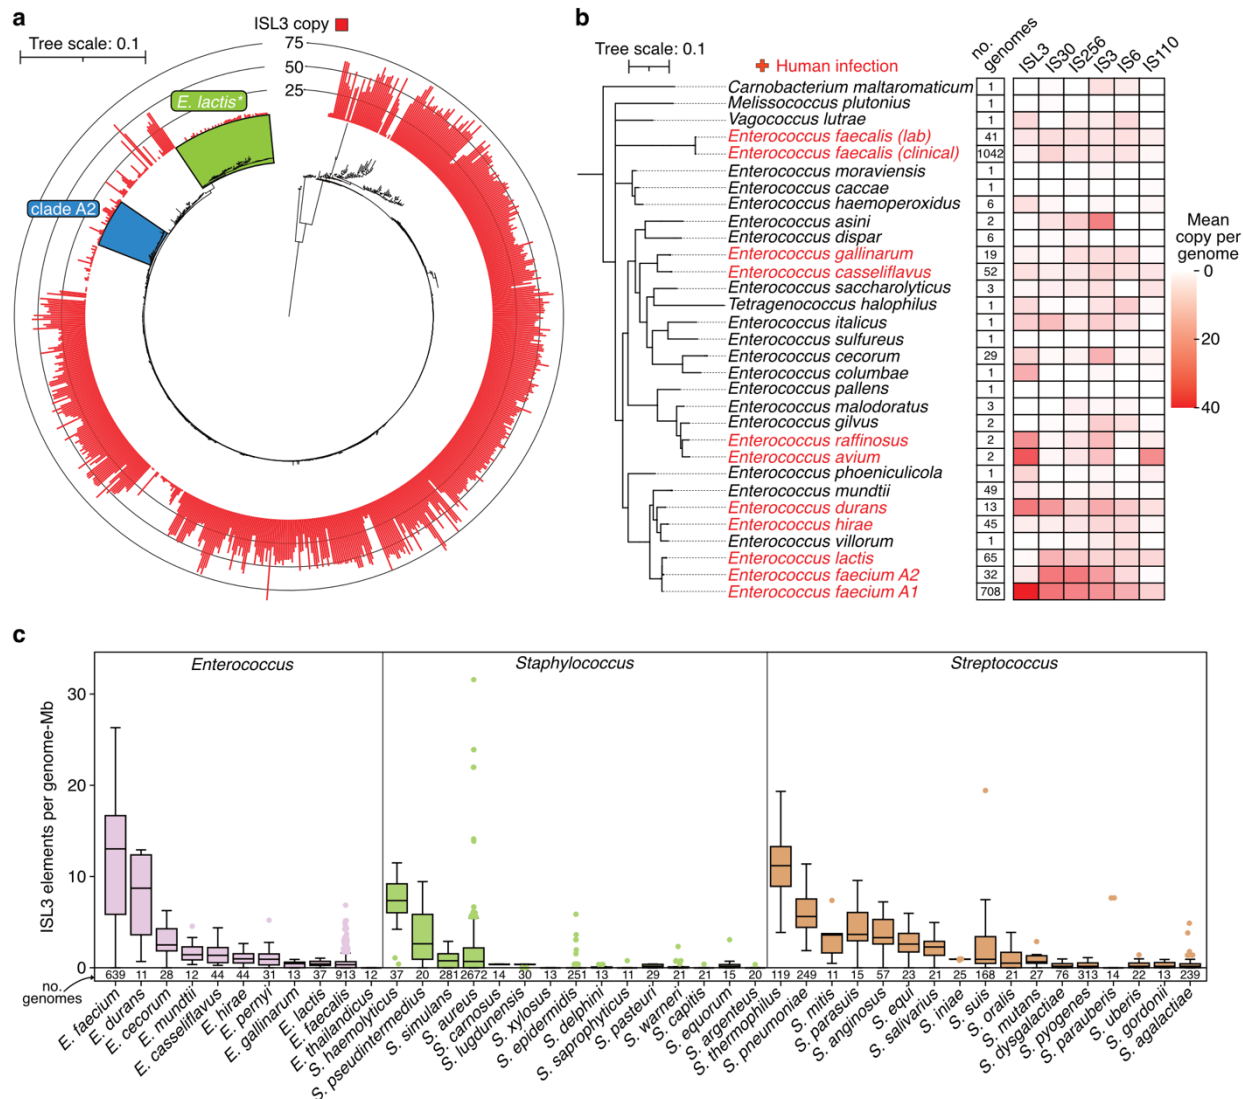 a
ISL3 copy
Tree scale: 0.1
75
50
25
E. lactis*
clade A2
b
Tree scale: 0.1
Human infection
no. genomes
ISL3
IS30
IS256
IS3
IS6
IS110
Carnobacterium maltaromaticum 1
Melissococcus plutonius 1
Vagococcus lutrae 1
Enterococcus faecalis (lab) 41
Enterococcus faecalis (clinical) 1042
Enterococcus moraviensis 1
Enterococcus caccae 1
Enterococcus haemoperoxidus 6
Enterococcus asini 2
Enterococcus dispar 6
Enterococcus gallinarum 19
Enterococcus casseliflavus 52
Enterococcus saccharolyticus 3
Tetragenococcus halophilus 1
Enterococcus italicus 1
Enterococcus sulfureus 1
Enterococcus cecorum 29
Enterococcus columbae 1
Enterococcus pallens 1
Enterococcus malodoratus 3
Enterococcus gilvus 2
Enterococcus raffinosus 2
Enterococcus avium 2
Enterococcus phoeniculicola 1
Enterococcus mundtii 49
Enterococcus durans 13
Enterococcus hirae 45
Enterococcus villorum 1
Enterococcus lactis 65
Enterococcus faecium A2 32
Enterococcus faecium A1 708
Mean
copy per
genome
0
20
40
c
Enterococcus
Staphylococcus
Streptococcus
ISL3 elements per genome-Mb
30
20
10
0
no.
genomes
639 11 28 12 44 44 31 13 37 913 12 37 20 281 2672 14 30 13 251 13 11 29 21 21 15 20 119 249 11 15 57 23 21 25 168 21 27 76 313 14 22 13 239
E. faecium
E. durans
E. cecorum
E. mundtii
E. casseliflavus
E. hirae
E. pernyi
E. gallinarum
E. lactis
E. faecalis
E. thailandicus
S. haemolyticus
S. pseudintermedius
S. simulans
S. aureus
S. carnosus
S. lugdunensis
S. xylosus
S. epidermidis
S. delphini
S. saprophyticus
S. pasteuri
S. warneri
S. capitis
S. equorum
S. argenteus
S. thermophilus
S. pneumoniae
S. mitis
S. parasuis
S. anginosus
S. equi
S. salivarius
S. iniae
S. suis
S. oralis
S. mutans
S. dysgalactiae
S. pyogenes
S. parauberis
S. uberis
S. gordonii
S. agalactiae